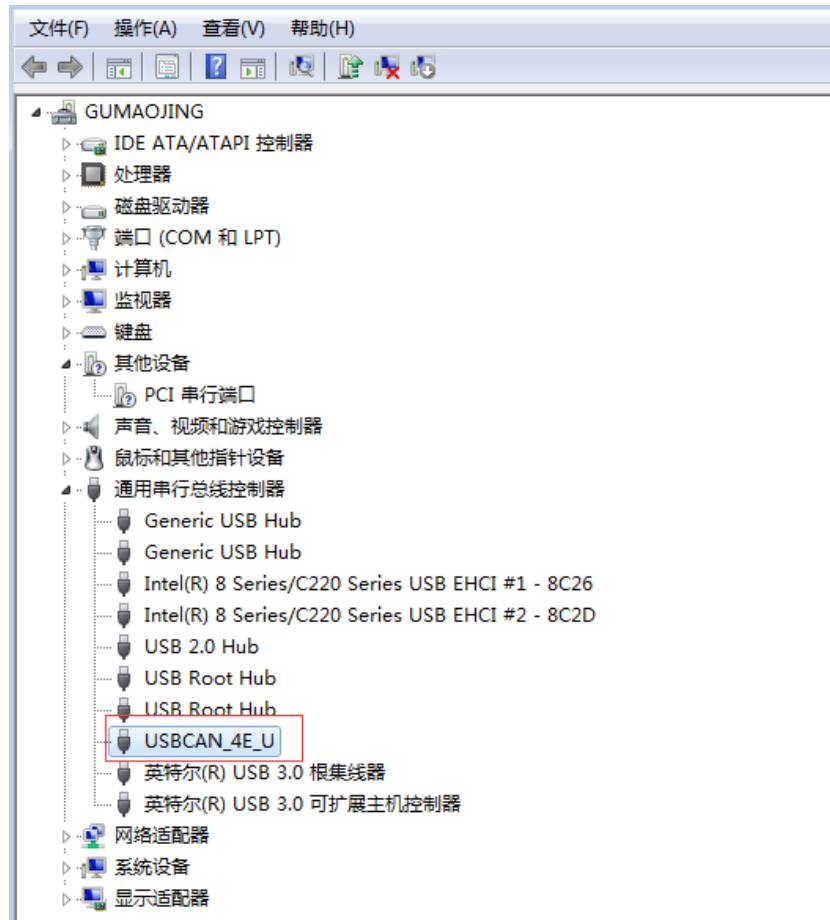 文件(F) 操作(A) 查看(V) 帮助(H)
GUMAOJING
IDE ATA/ATAPI 控制器
处理器
磁盘驱动器
端口 (COM 和 LPT)
计算机
监视器
键盘
其他设备
PCI 串行端口
声音、视频和游戏控制器
鼠标和其他指针设备
通用串行总线控制器
Generic USB Hub
Generic USB Hub
Intel(R) 8 Series/C220 Series USB EHCI #1 - 8C26
Intel(R) 8 Series/C220 Series USB EHCI #2 - 8C2D
USB 2.0 Hub
USB Root Hub
USB Root Hub
USBCAN_4E_U
英特尔(R) USB 3.0 根集线器
英特尔(R) USB 3.0 可扩展主机控制器
网络适配器
系统设备
显示适配器